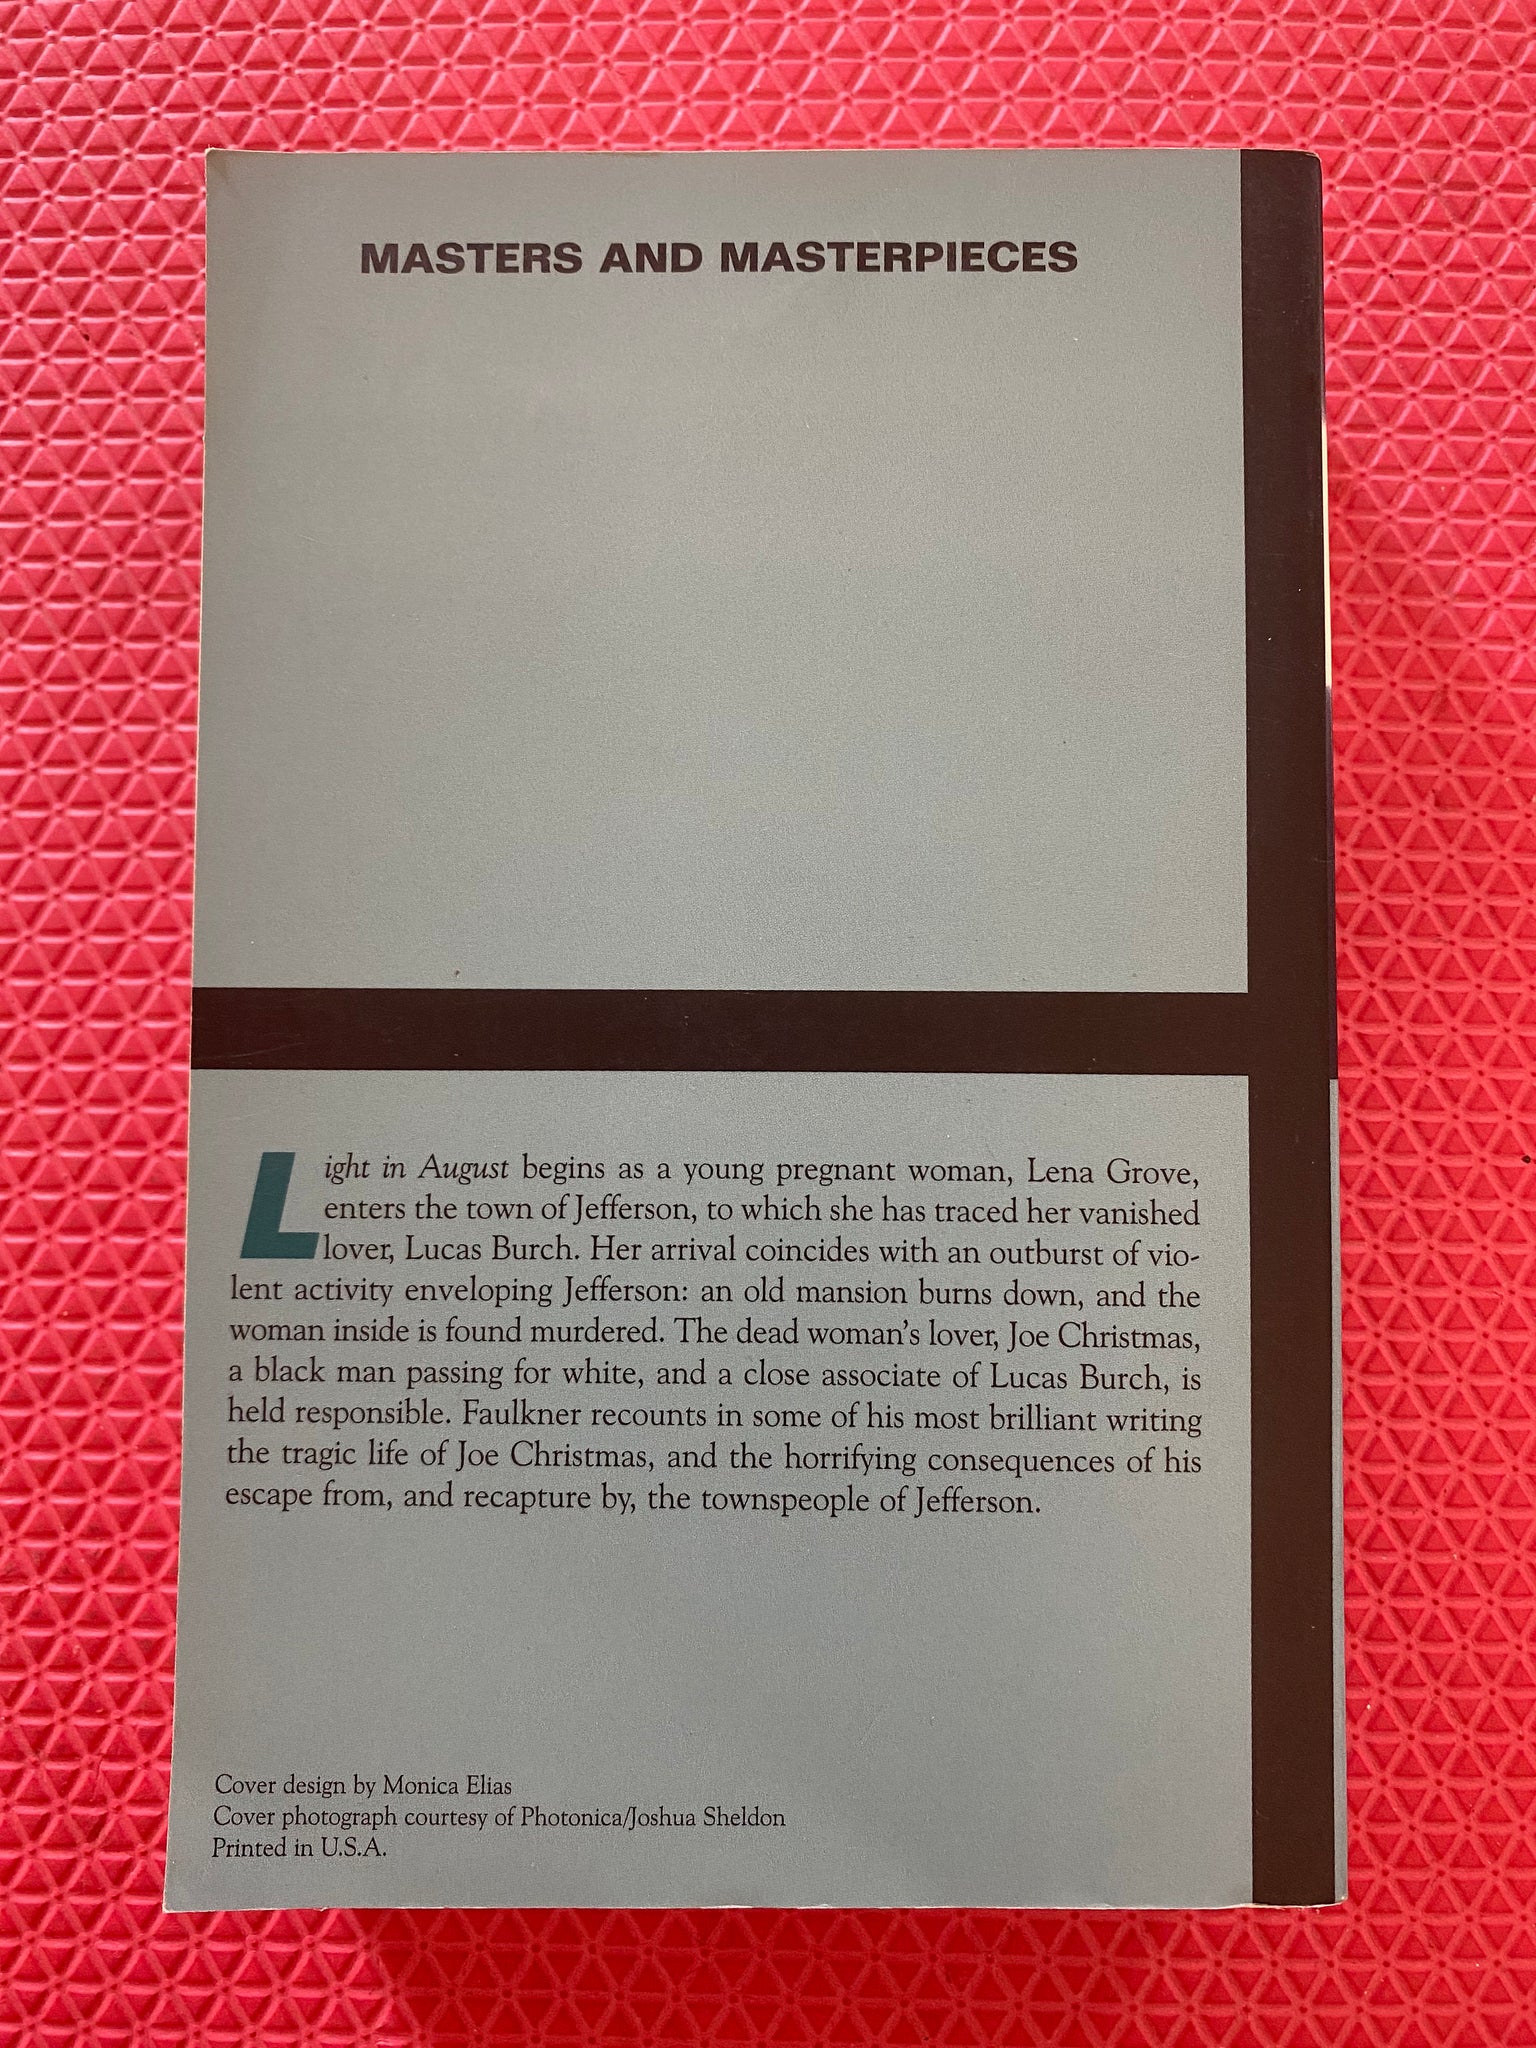 MASTERS AND MASTERPIECES
Light in August begins as a young pregnant woman, Lena Grove,
enters the town of Jefferson, to which she has traced her vanished
lover, Lucas Burch. Her arrival coincides with an outburst of vio-
lent activity enveloping Jefferson: an old mansion burns down, and the
woman inside is found murdered. The dead woman's lover, Joe Christmas,
a black man passing for white, and a close associate of Lucas Burch, is
held responsible. Faulkner recounts in some of his most brilliant writing
the tragic life of Joe Christmas, and the horrifying consequences of his
escape from, and recapture by, the townspeople of Jefferson.
Cover design by Monica Elias
Cover photograph courtesy of Photonica/Joshua Sheldon
Printed in U.S.A.